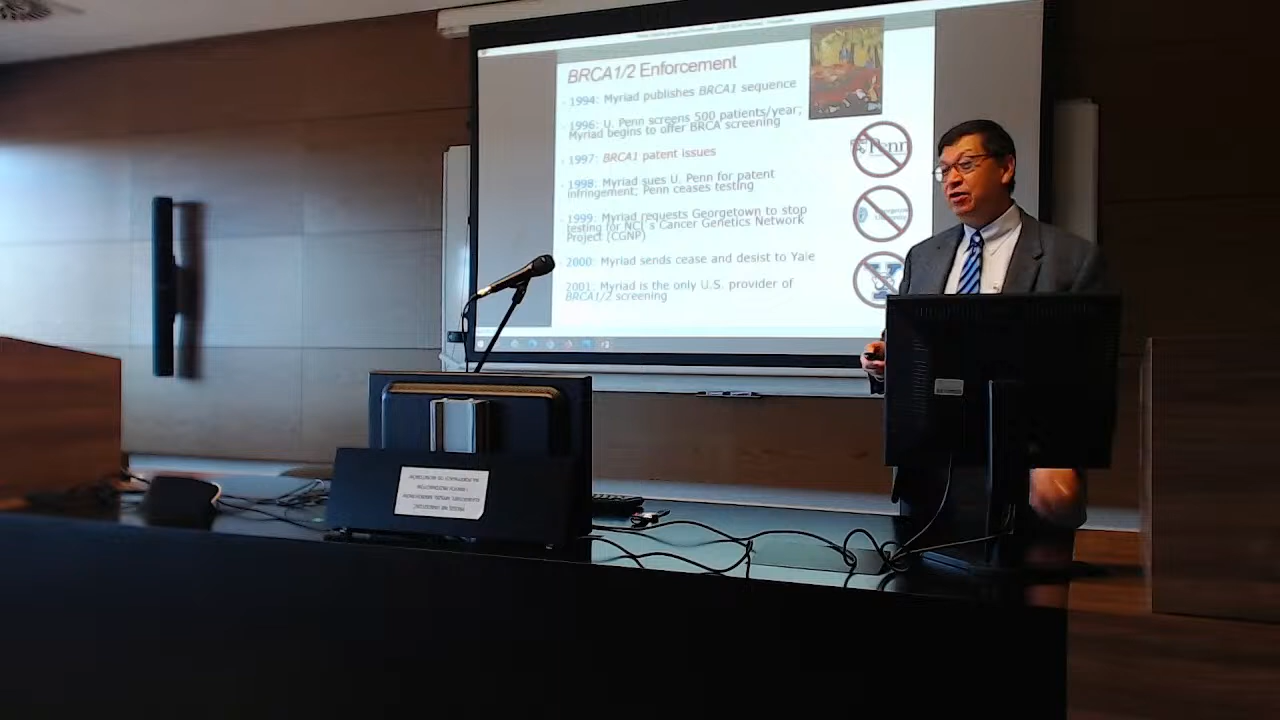 BRCA1/2 Enforcement
1994: Myriad publishes BRCA1 sequence
1996: U. Penn screens 500 patients/year;
Myriad begins to offer BRCA screening
1997: BRCA1 patent issues
1998: Myriad sues U. Penn for patent
infringement; Penn ceases testing
1999: Myriad requests Georgetown to stop
testing for NCI's Cancer Genetics Network
Project (CGNP)
2000: Myriad sends cease and desist to Yale
2001: Myriad is the only U.S. provider of
BRCA1/2 screening
Penn
Y